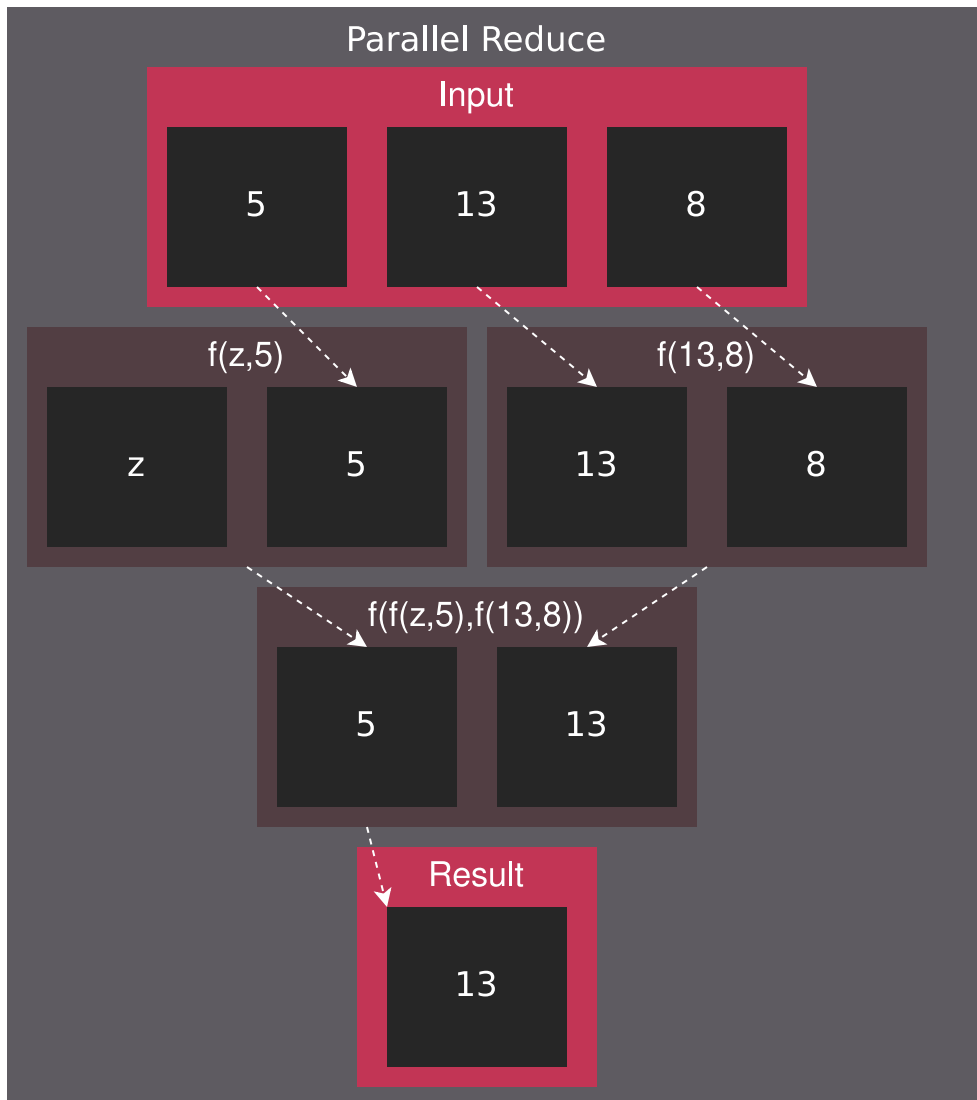 Parallel Reduce
Input
5 13 8
f(z,5) f(13,8)
z 5 13 8
f(f(z,5),f(13,8))
5 13
Result
13